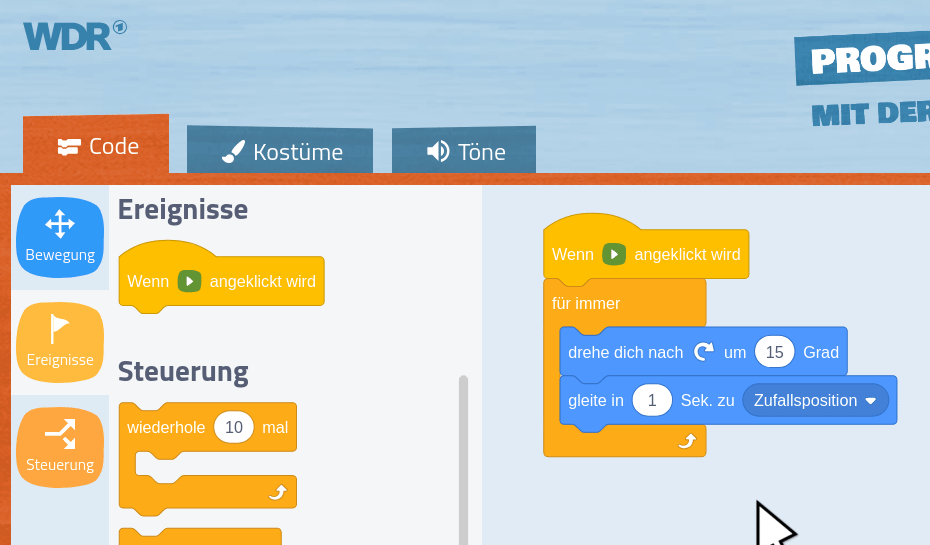 WDR
PROGR
MIT DER
Code
Kostüme
Töne
Bewegung
Ereignisse
Steuerung
Ereignisse
Wenn angeklickt wird
Steuerung
wiederhole 10 mal
Wenn angeklickt wird
für immer
drehe dich nach um 15 Grad
gleite in 1 Sek. zu Zufallsposition